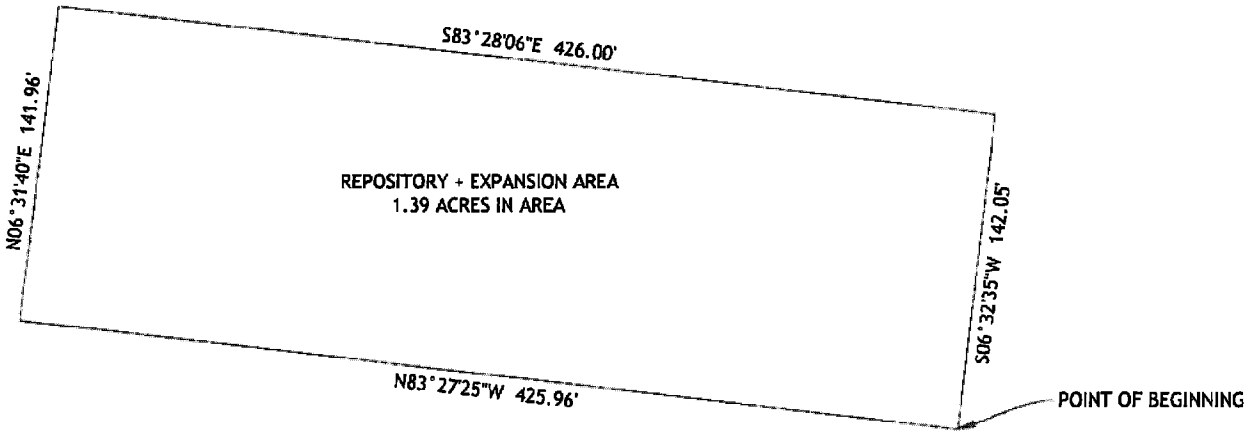 S83°28'06"E 426.00'
N06°31'40"E 141.96'
REPOSITORY + EXPANSION AREA
1.39 ACRES IN AREA
S06°32'35"W 142.05'
N83°27'25"W 425.96'
POINT OF BEGINNING